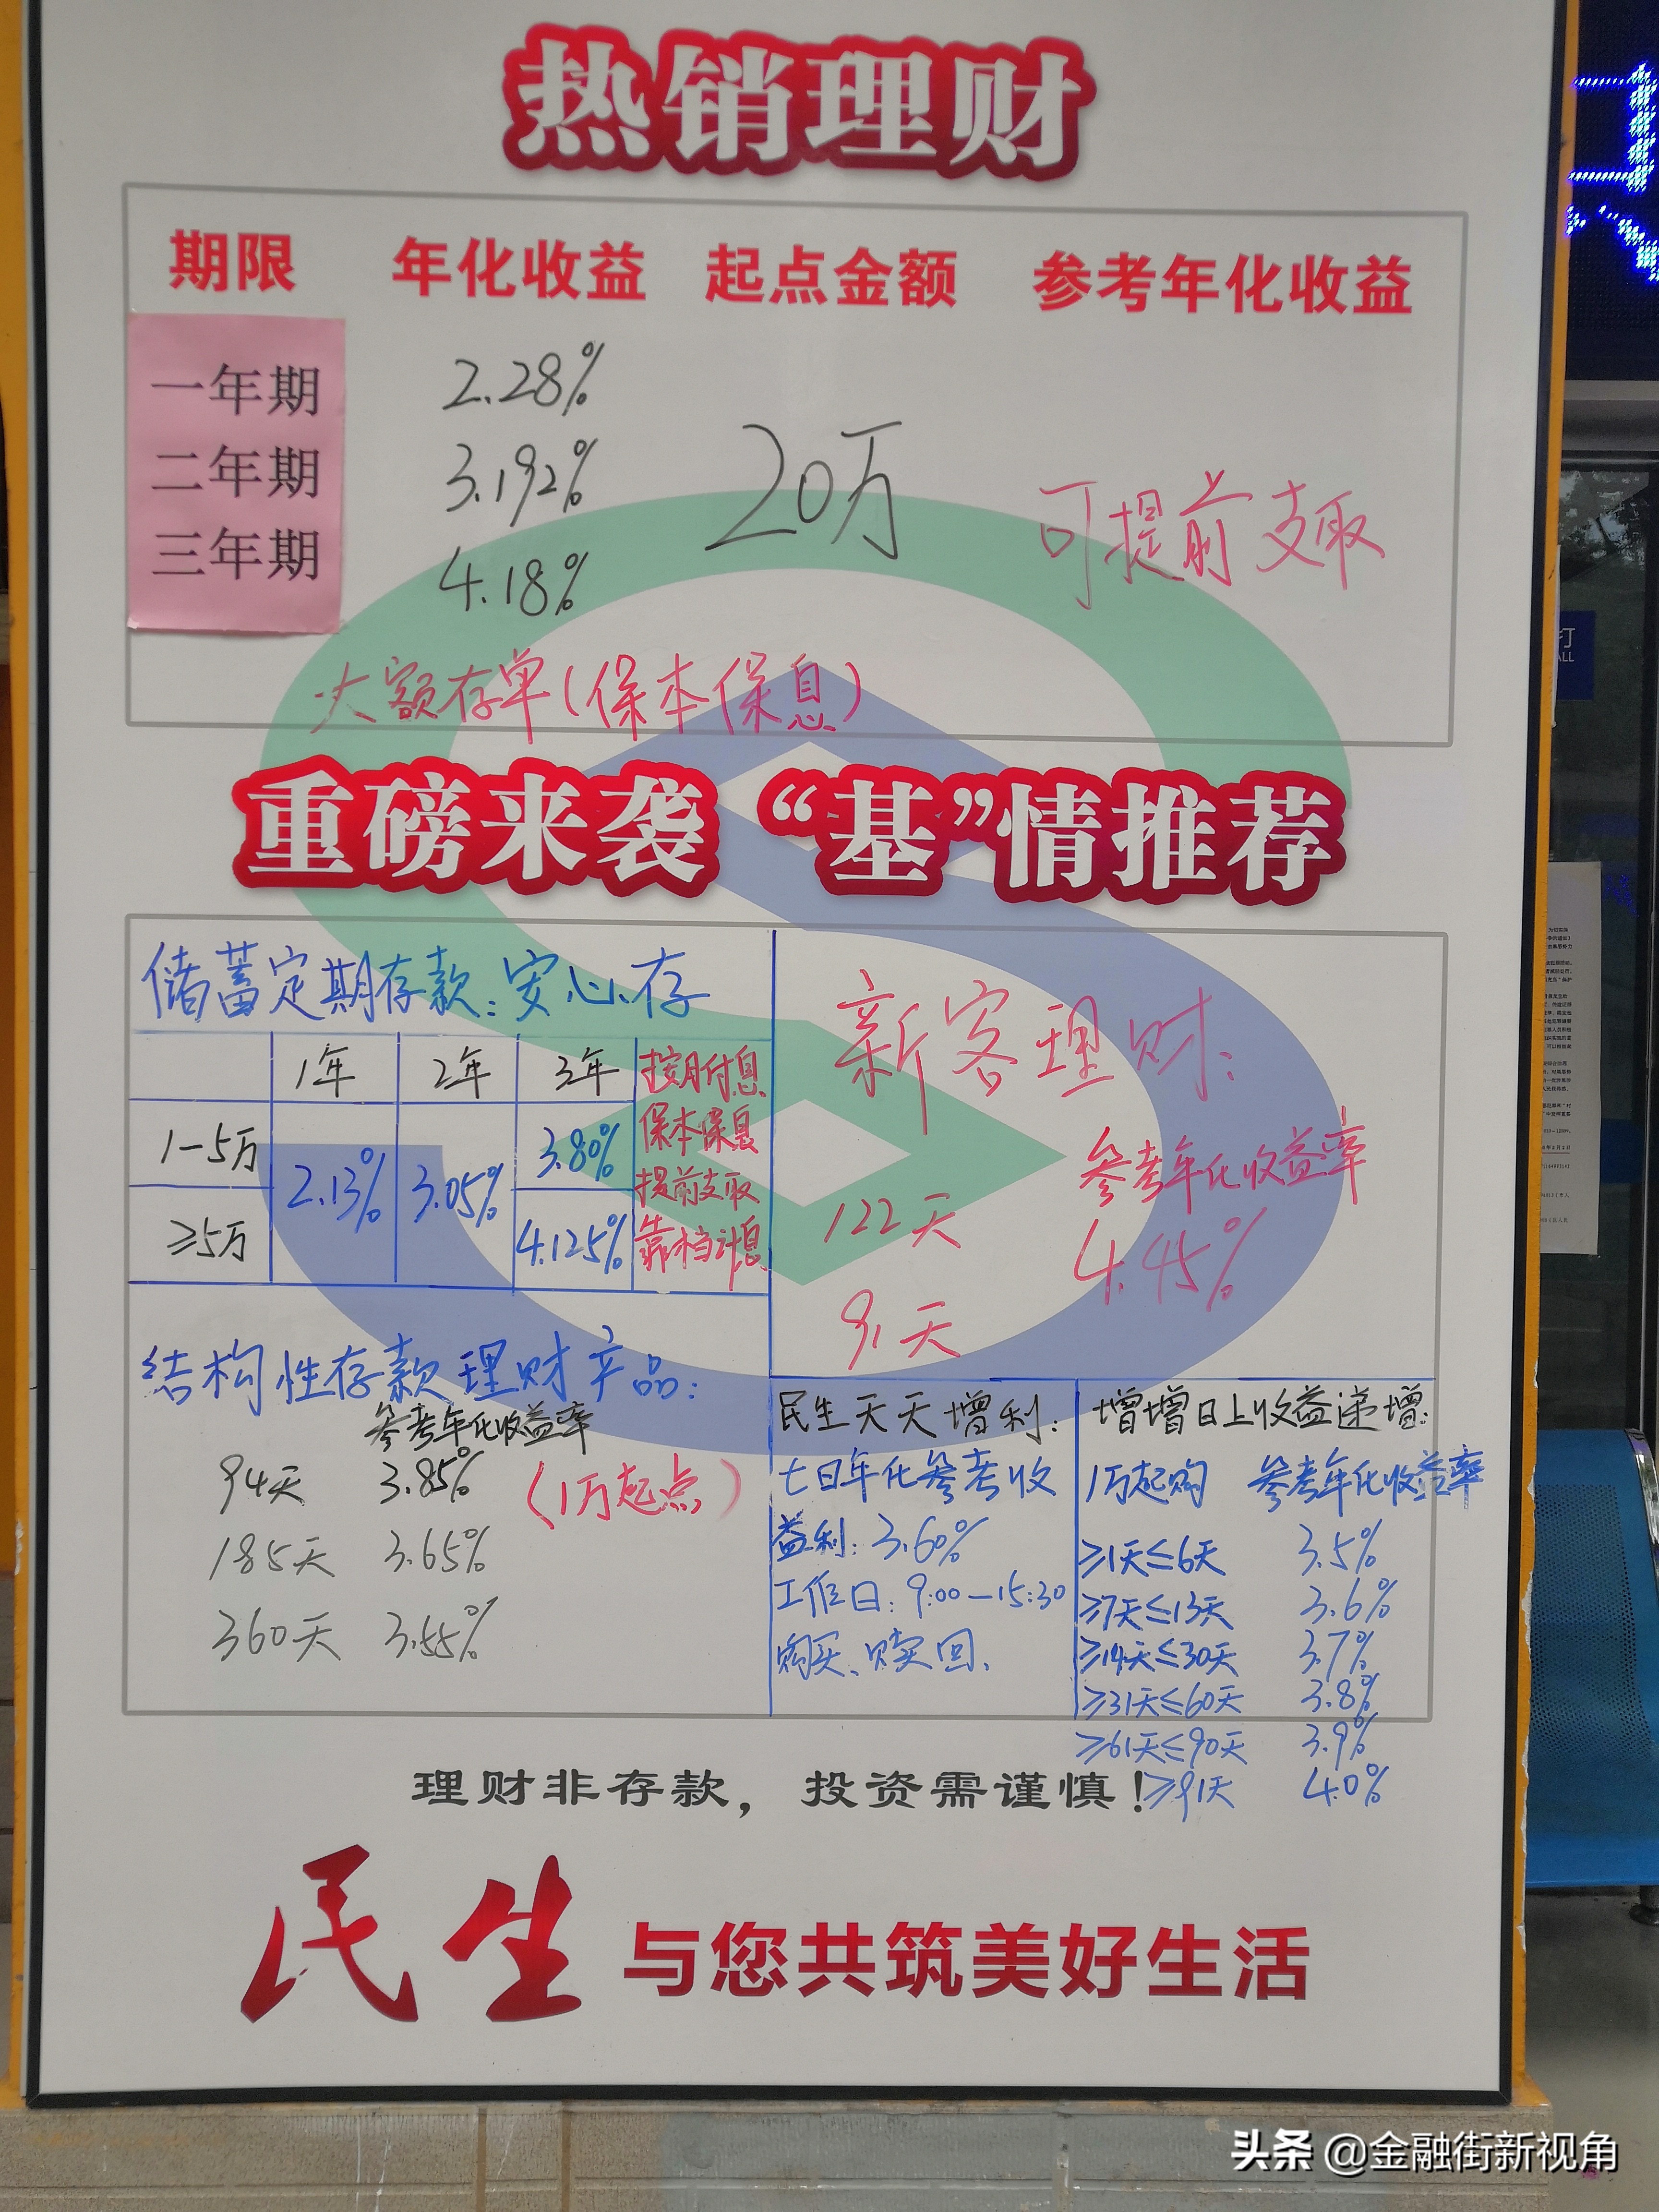 热销理财
期限 年化收益 起点金额 参考年化收益
一年期 2.28%
二年期 3.192% 20万 可提前支取
三年期 4.18%
大额存单(保本保息)
重磅来袭 “基”情推荐
储蓄定期存款:安心存
1年 2年 3年 按月付息
1-5万 3.80% 保本保息
2.13% 3.05% 提前支取
≥5万 4.125% 靠档计息
新客理财:
参考年化收益率
122天 4.45%
91天
结构性存款理财产品:
参考年化收益率
94天 3.85% (1万起点)
185天 3.65%
360天 3.55%
民生天天增利:
七日年化参考收
益利:3.60%
工作日:9:00-15:30
购买、赎回、
增增日上收益递增:
1万起购 参考年化收益率
≥1天≤6天 3.5%
≥7天≤13天 3.6%
≥14天≤30天 3.7%
≥31天≤60天 3.8%
≥61天≤90天 3.9%
≥91天 4.0%
理财非存款，投资需谨慎！
民生 与您共筑美好生活
头条 @金融街新视角